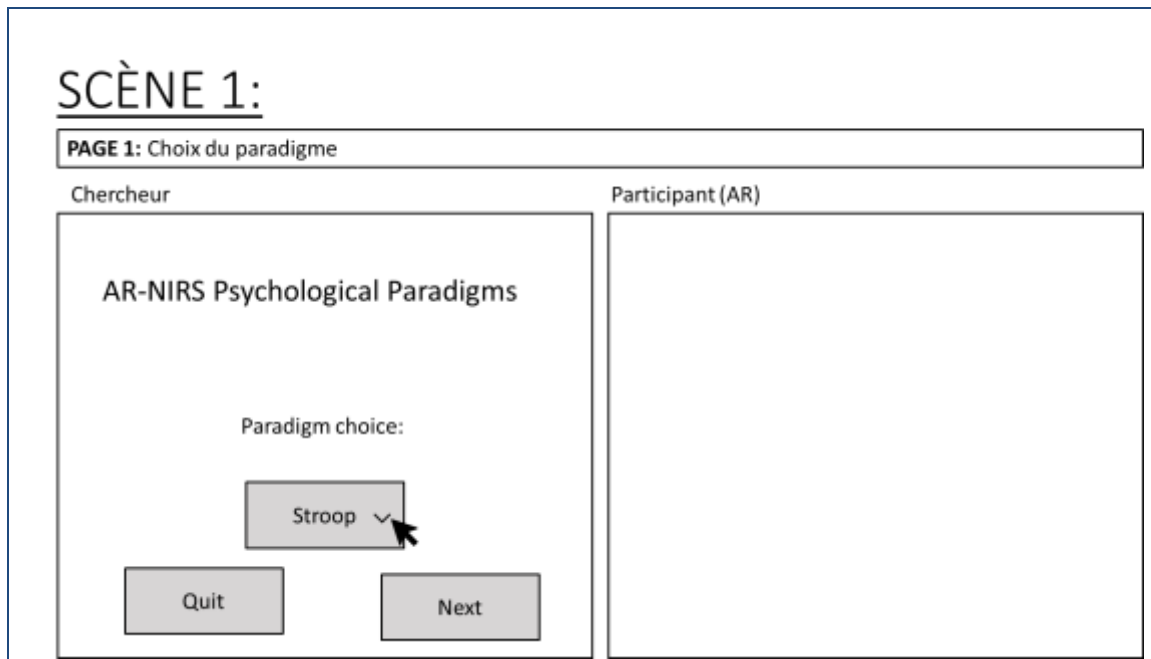 SCÈNE 1:
PAGE 1: Choix du paradigme
Chercheur
Participant (AR)
AR-NIRS Psychological Paradigms
Paradigm choice:
Stroop
Quit
Next